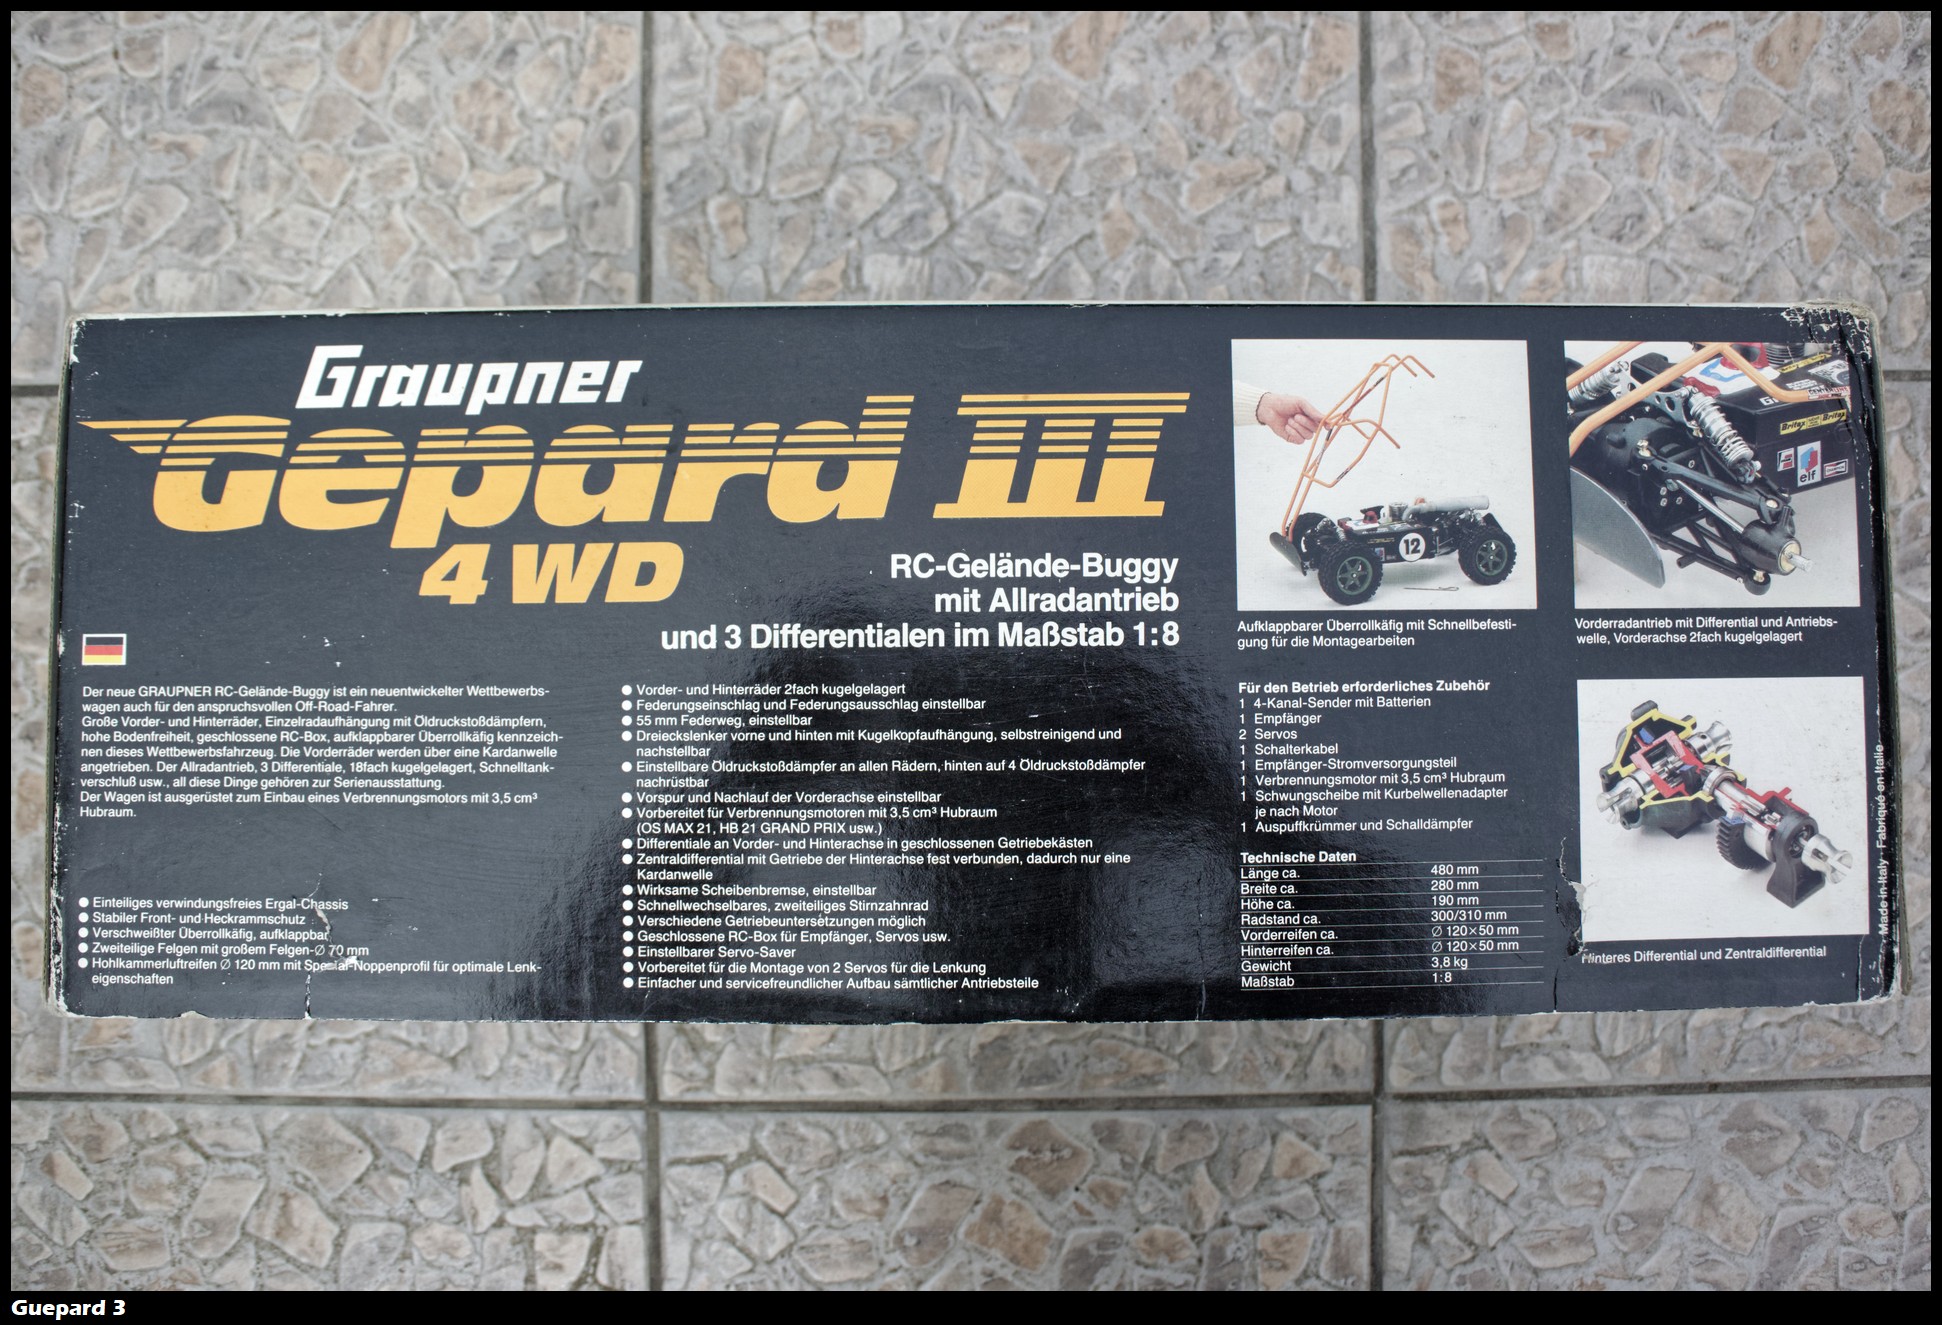 Graupner
Gepard III
4 WD
RC-Gelände-Buggy
mit Allradantrieb
und 3 Differentialen im Maßstab 1:8
Der neue GRAUPNER RC-Gelände-Buggy ist ein neuentwickelter Wettbewerbs-
wagen auch für den anspruchsvollen Off-Road-Fahrer.
Große Vorder- und Hinterräder, Einzelradaufhängung mit Öldruckstoßdämpfern,
hohe Bodenfreiheit, geschlossene RC-Box, aufklappbarer Überrollkäfig kennzeich-
nen dieses Wettbewerbsfahrzeug. Die Vorderräder werden über eine Kardanwelle
angetrieben. Der Allradantrieb, 3 Differentiale, 18fach kugelgelagert, Schnelltank-
verschluß usw., all diese Dinge gehören zur Serienausstattung.
Der Wagen ist ausgerüstet zum Einbau eines Verbrennungsmotors mit 3,5 cm³
Hubraum.
● Einteiliges verwindungsfreies Ergal-Chassis
● Stabiler Front- und Heckrammschutz
● Verschweißter Überrollkäfig, aufklappbar
● Zweiteilige Felgen mit großem Felgen-∅ 70 mm
● Hohlkammerluftreifen ∅ 120 mm mit Spezial-Noppenprofil für optimale Lenk-
eigenschaften
● Vorder- und Hinterräder 2fach kugelgelagert
● Federungseinschlag und Federungsausschlag einstellbar
● 55 mm Federweg, einstellbar
● Dreieckslenker vorne und hinten mit Kugelkopfaufhängung, selbstreinigend und
nachstellbar
● Einstellbare Öldruckstoßdämpfer an allen Rädern, hinten auf 4 Öldruckstoßdämpfer
nachrüstbar
● Vorspur und Nachlauf der Vorderachse einstellbar
● Vorbereitet für Verbrennungsmotoren mit 3,5 cm³ Hubraum
(OS MAX 21, HB 21 GRAND PRIX usw.)
● Differentiale an Vorder- und Hinterachse in geschlossenen Getriebekästen
● Zentraldifferential mit Getriebe der Hinterachse fest verbunden, dadurch nur eine
Kardanwelle
● Wirksame Scheibenbremse, einstellbar
● Schnellwechselbares, zweiteiliges Stirnzahnrad
● Verschiedene Getriebeuntersetzungen möglich
● Geschlossene RC-Box für Empfänger, Servos usw.
● Einstellbarer Servo-Saver
● Vorbereitet für die Montage von 2 Servos für die Lenkung
● Einfacher und servicefreundlicher Aufbau sämtlicher Antriebsteile
12
Aufklappbarer Überrollkäfig mit Schnellbefesti-
gung für die Montagearbeiten
Britax Britax
elf
Vorderradantrieb mit Differential und Antriebs-
welle, Vorderachse 2fach kugelgelagert
Für den Betrieb erforderliches Zubehör
1 4-Kanal-Sender mit Batterien
1 Empfänger
2 Servos
1 Schalterkabel
1 Empfänger-Stromversorgungsteil
1 Verbrennungsmotor mit 3,5 cm³ Hubraum
1 Schwungscheibe mit Kurbelwellenadapter
je nach Motor
1 Auspuffkrümmer und Schalldämpfer
Technische Daten
Länge ca. 480 mm
Breite ca. 280 mm
Höhe ca. 190 mm
Radstand ca. 300/310 mm
Vorderreifen ca. ∅ 120×50 mm
Hinterreifen ca. ∅ 120×50 mm
Gewicht 3,8 kg
Maßstab 1:8
Hinteres Differential und Zentraldifferential
Made in Italy · Fabriqué en Italie
Guepard 3